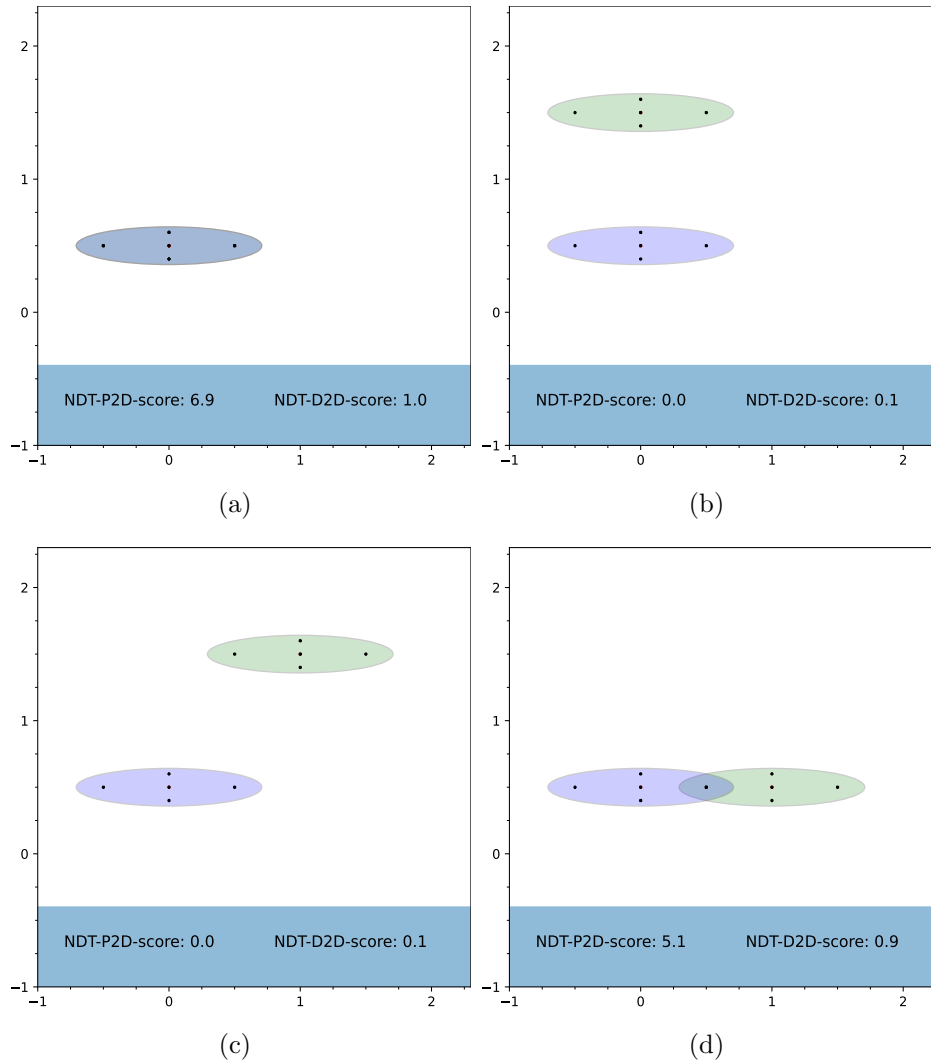 2
2
1
1
0
0
NDT-P2D-score: 6.9 NDT-D2D-score: 1.0
NDT-P2D-score: 0.0 NDT-D2D-score: 0.1
−1
−1
−1 0 1 2
−1 0 1 2
(a)
(b)
2
2
1
1
0
0
NDT-P2D-score: 0.0 NDT-D2D-score: 0.1
NDT-P2D-score: 5.1 NDT-D2D-score: 0.9
−1
−1
−1 0 1 2
−1 0 1 2
(c)
(d)